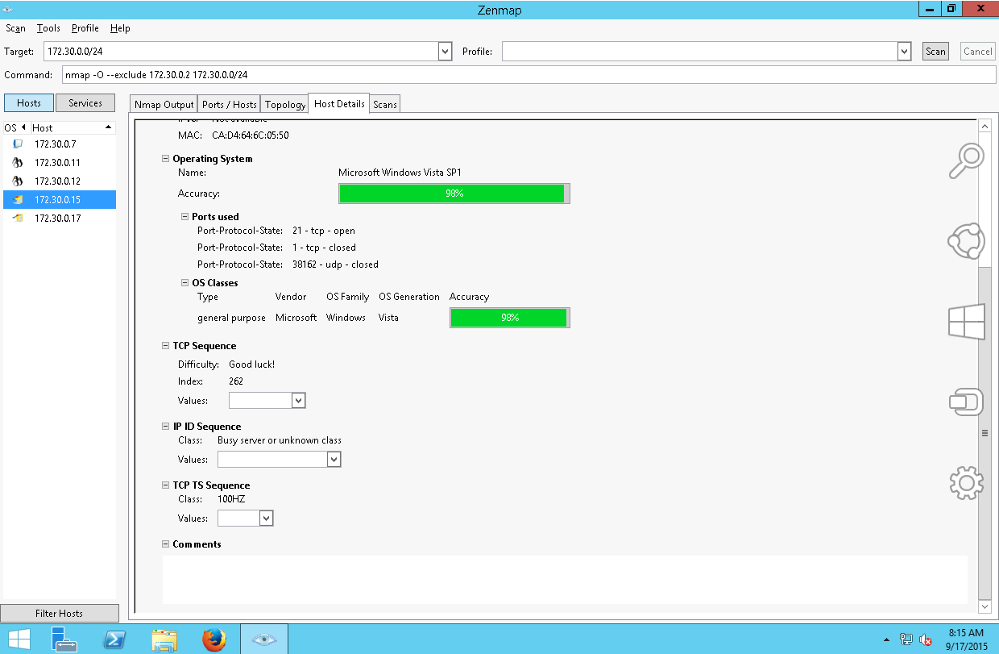 Zenmap
Scan Tools Profile Help
Target: 172.30.0.0/24 Profile: Scan Cancel
Command: nmap -O --exclude 172.30.0.2 172.30.0.0/24
Hosts Services
Nmap Output Ports / Hosts Topology Host Details Scans
OS Host
172.30.0.7
172.30.0.11
172.30.0.12
172.30.0.15
172.30.0.17
Filter Hosts
Not available
MAC: CA:D4:64:6C:05:50
Operating System
Name: Microsoft Windows Vista SP1
Accuracy: 98%
Ports used
Port-Protocol-State: 21 - tcp - open
Port-Protocol-State: 1 - tcp - closed
Port-Protocol-State: 38162 - udp - closed
OS Classes
Type Vendor OS Family OS Generation Accuracy
general purpose Microsoft Windows Vista 98%
TCP Sequence
Difficulty: Good luck!
Index: 262
Values:
IP ID Sequence
Class: Busy server or unknown class
Values:
TCP TS Sequence
Class: 100HZ
Values:
Comments
8:15 AM
9/17/2015